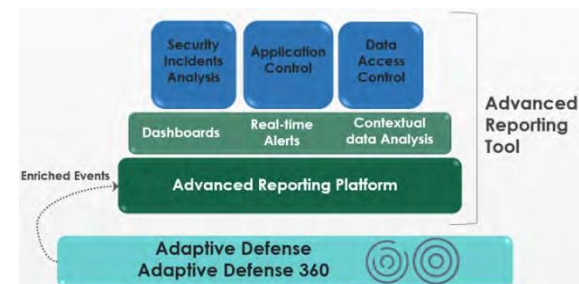 Security
Incidents
Analysis
Application
Control
Data
Access
Control
Dashboards
Real-time
Alerts
Contextual
data Analysis
Advanced
Reporting
Tool
Enriched Events
Advanced Reporting Platform
Adaptive Defense
Adaptive Defense 360